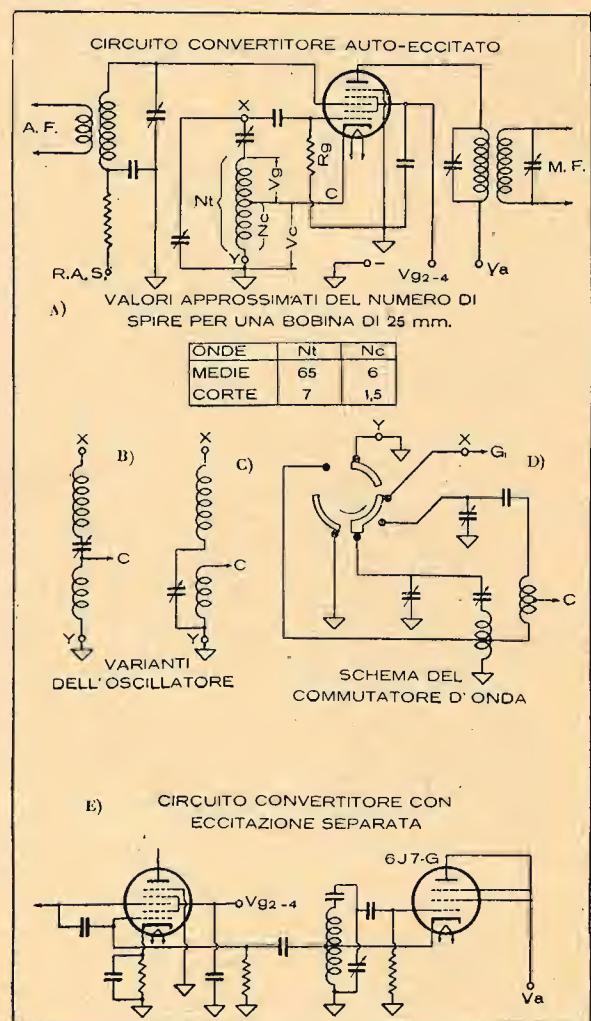 CIRCUITO CONVERTITORE AUTO-ECCITATO
A.F.
X
Rg
Nt
Vg
C
Nc
Vc
Y
M.F.
R.A.S.
-
Vg2-4
Va
A)
VALORI APPROSSIMATI DEL NUMERO DI
SPIRE PER UNA BOBINA DI 25 mm.
ONDE Nt Nc
MEDIE 65 6
CORTE 7 1,5
B)
X
C
Y
C)
X
C
Y
D)
Y
X
G1
C
VARIANTI
DELL'OSCILLATORE
SCHEMA DEL
COMMUTATORE D'ONDA
E)
CIRCUITO CONVERTITORE CON
ECCITAZIONE SEPARATA
6J7-G
Vg2-4
Va